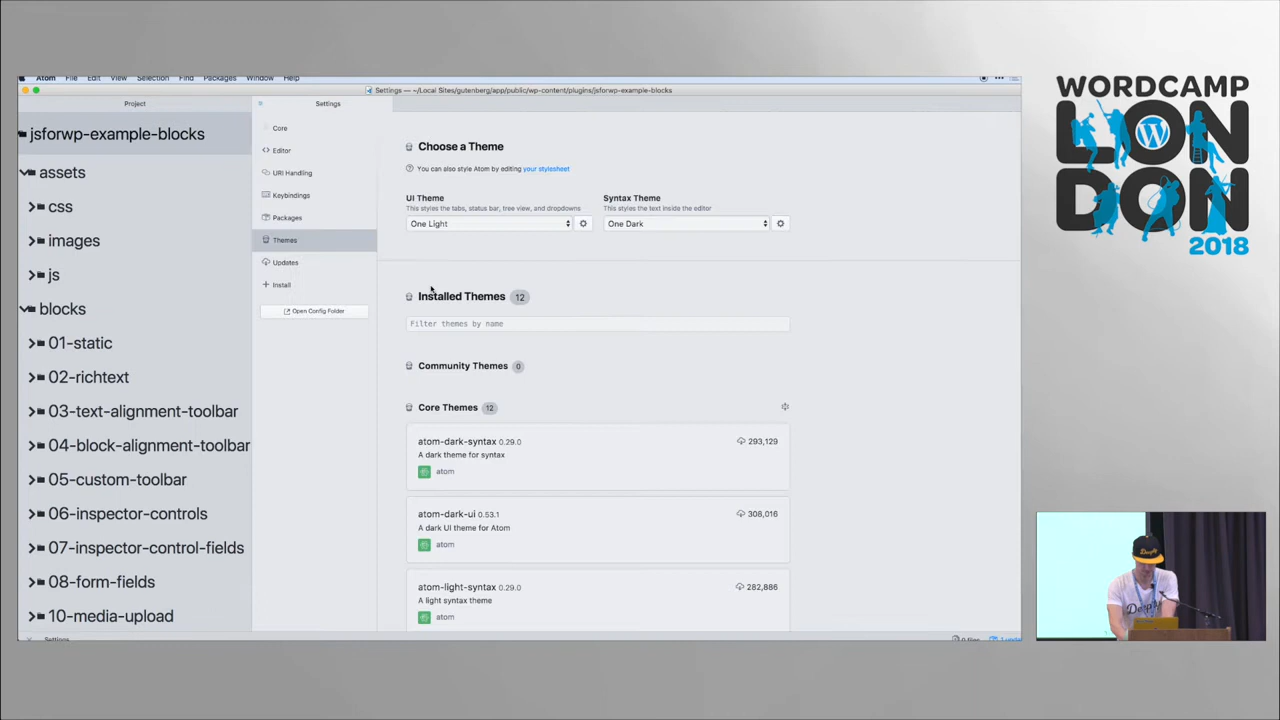 Atom File Edit View Selection Find Packages Window Help
Settings — ~/Local Sites/gutenberg/app/public/wp-content/plugins/jsforwp-example-blocks
Project
Settings
jsforwp-example-blocks
assets
css
images
js
blocks
01-static
02-richtext
03-text-alignment-toolbar
04-block-alignment-toolbar
05-custom-toolbar
06-inspector-controls
07-inspector-control-fields
08-form-fields
10-media-upload
Core
Editor
URI Handling
Keybindings
Packages
Themes
Updates
Install
Open Config Folder
Choose a Theme
You can also style Atom by editing your stylesheet
UI Theme
This styles the tabs, status bar, tree view, and dropdowns
One Light
Syntax Theme
This styles the text inside the editor
One Dark
Installed Themes 12
Filter themes by name
Community Themes 0
Core Themes 12
atom-dark-syntax 0.29.0 293,129
A dark theme for syntax
atom
atom-dark-ui 0.53.1 308,016
A dark UI theme for Atom
atom
atom-light-syntax 0.29.0 282,886
A light syntax theme
atom
Settings
0 files
WORDCAMP
LON
DON
2018